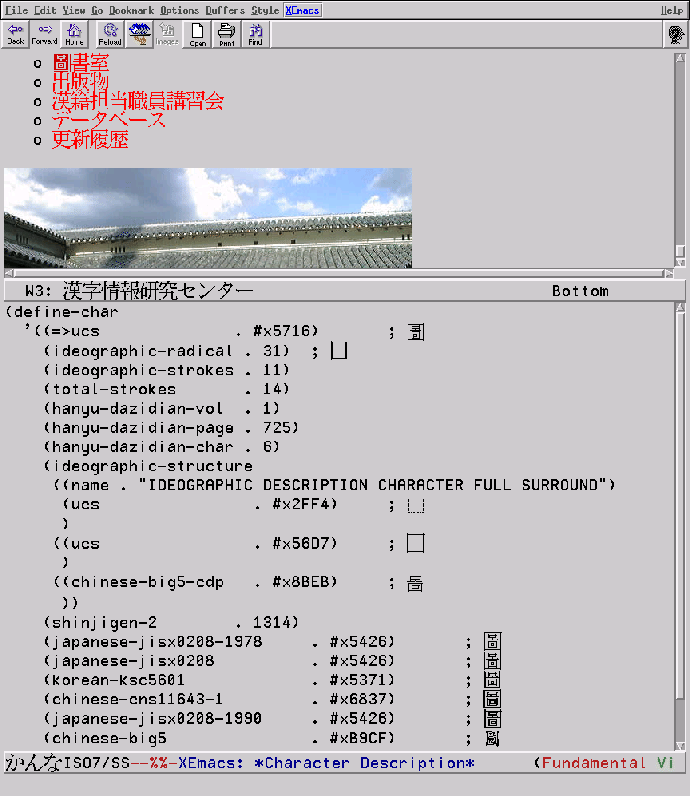 File Edit View Go Bookmark Options Buffers Style XEmacs Help
Back Forward Home Reload Images Open Print Find
圖書室
出版物
漢籍担当職員講習会
データベース
更新履歴
W3: 漢字情報研究センター Bottom
(define-char
'((=>ucs . #x5716) ; 圖
(ideographic-radical . 31) ; 囗
(ideographic-strokes . 11)
(total-strokes . 14)
(hanyu-dazidian-vol . 1)
(hanyu-dazidian-page . 725)
(hanyu-dazidian-char . 6)
(ideographic-structure
((name . "IDEOGRAPHIC DESCRIPTION CHARACTER FULL SURROUND")
(ucs . #x2FF4) ; ⿴
)
((ucs . #x56D7) ; 囗
)
((chinese-big5-cdp . #x8BEB) ; 啚
))
(shinjigen-2 . 1314)
(japanese-jisx0208-1978 . #x5426) ; 圖
(japanese-jisx0208 . #x5426) ; 圖
(korean-ksc5601 . #x5371) ; 圖
(chinese-cns11643-1 . #x6837) ; 圖
(japanese-jisx0208-1990 . #x5426) ; 圖
(chinese-big5 . #xB9CF) ; 圖
かんなISO7/SS--%%-XEmacs: *Character Description* (Fundamental Vi